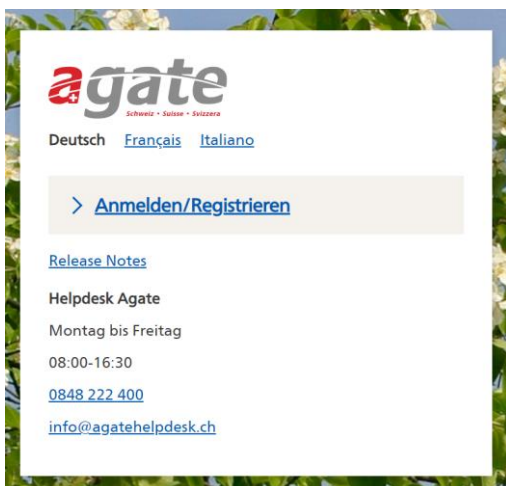 agate
Schweiz • Suisse • Svizzera
Deutsch Français Italiano
Anmelden/Registrieren
Release Notes
Helpdesk Agate
Montag bis Freitag
08:00-16:30
0848 222 400
info@agatehelpdesk.ch